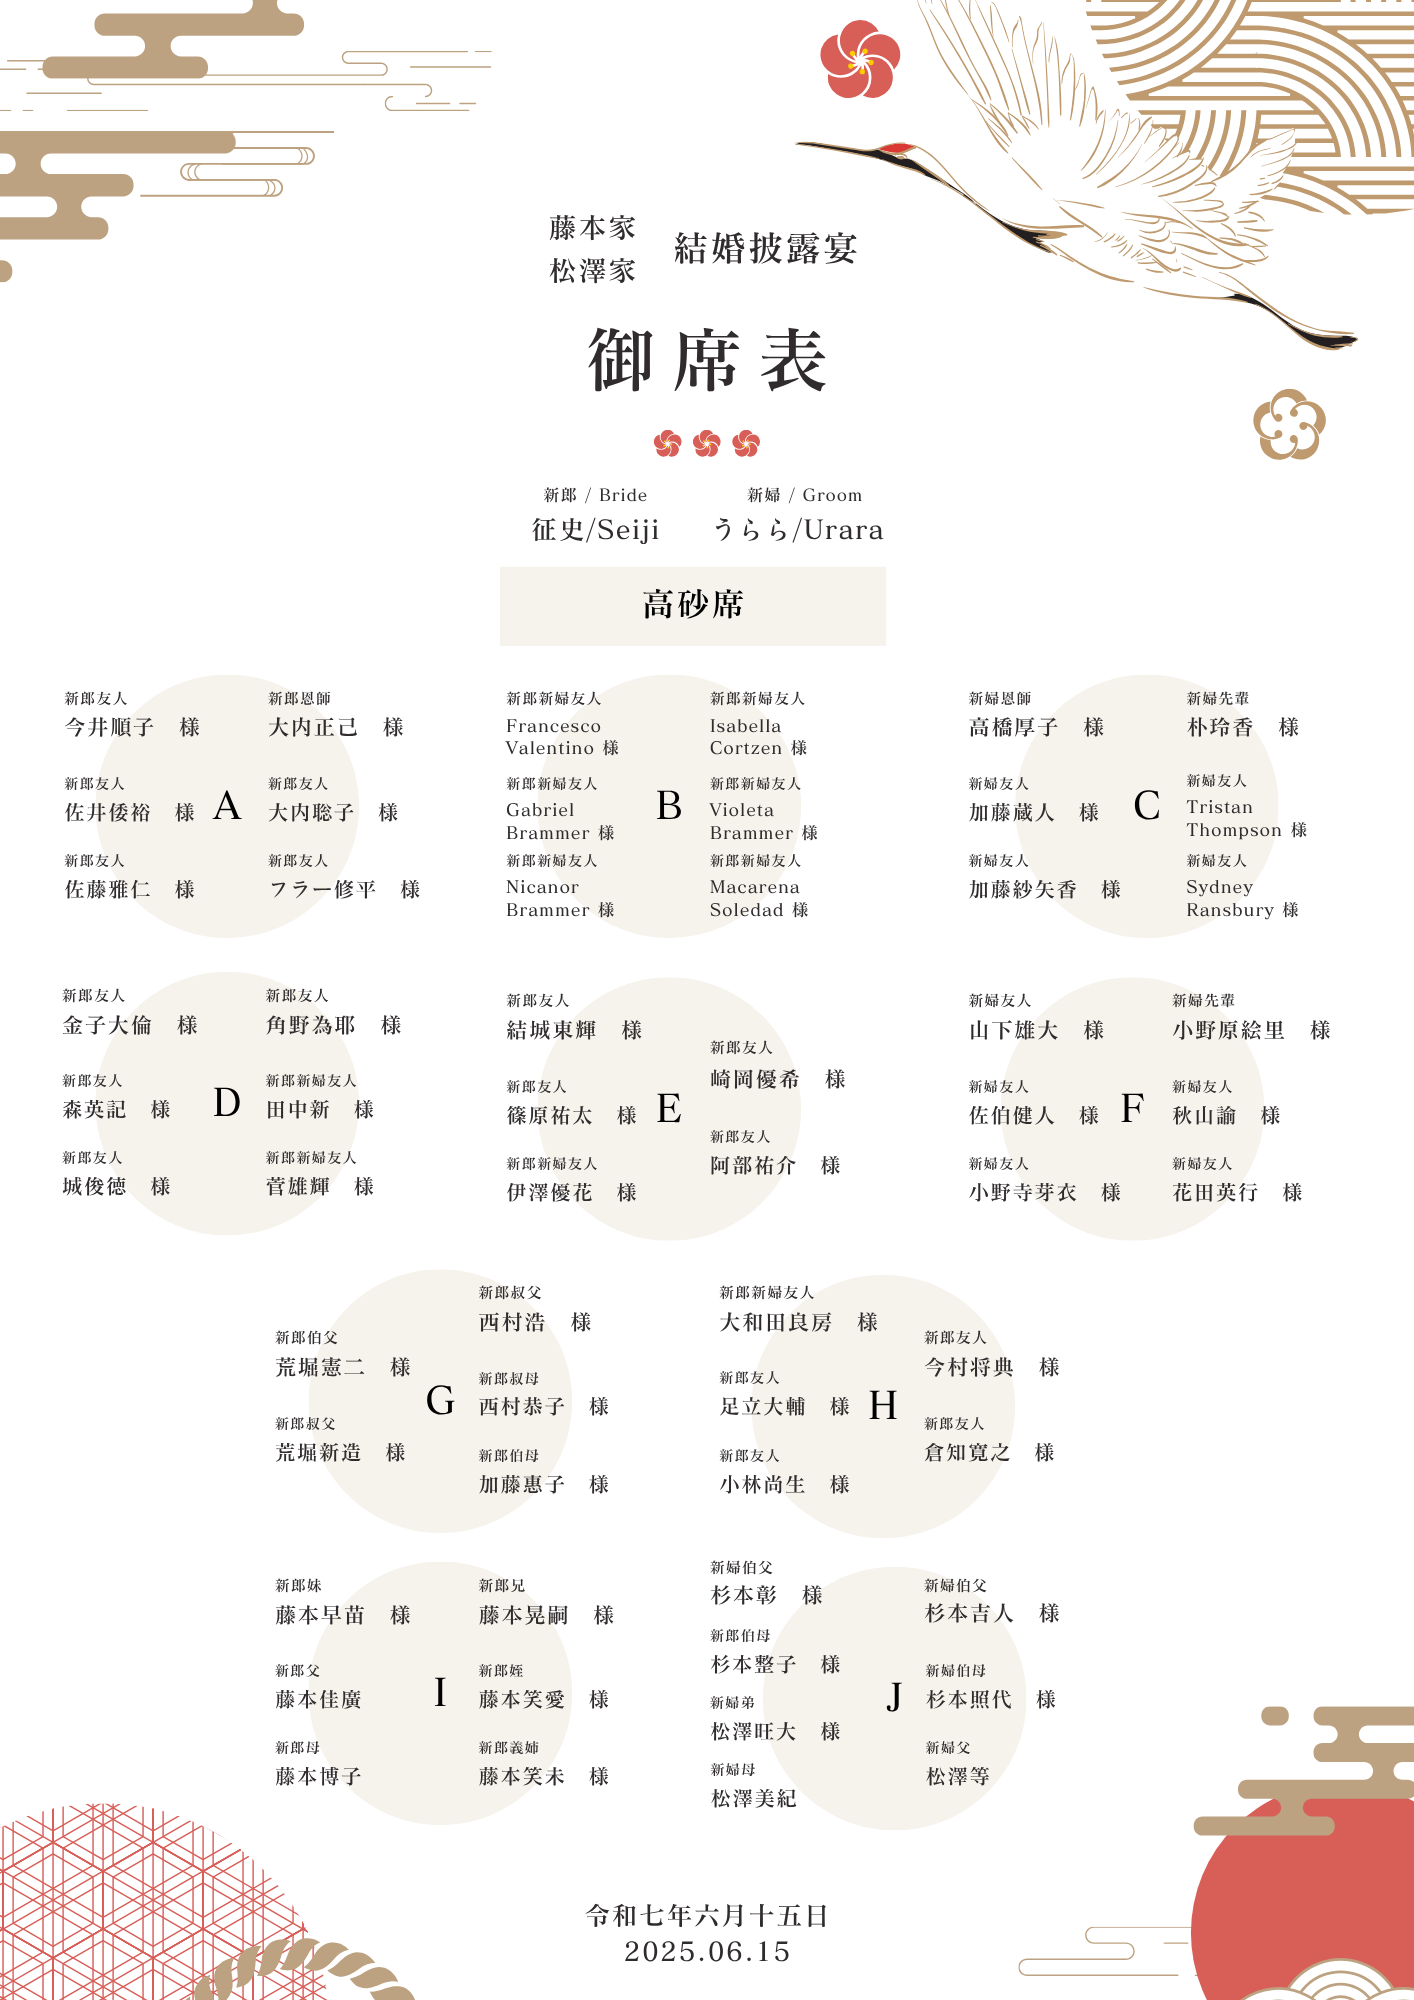 藤本家
松澤家
結婚披露宴
御席表
新郎 / Bride
征史/Seiji
新婦 / Groom
うらら/Urara
高砂席
新郎友人
今井順子 様
新郎恩師
大内正己 様
新郎友人
佐井倭裕 様
A
新郎友人
大内聡子 様
新郎友人
佐藤雅仁 様
新郎友人
フラー修平 様
新郎新婦友人
Francesco
Valentino 様
新郎新婦友人
Isabella
Cortzen 様
新郎新婦友人
Gabriel
Brammer 様
B
新郎新婦友人
Violeta
Brammer 様
新郎新婦友人
Nicanor
Brammer 様
新郎新婦友人
Macarena
Soledad 様
新婦恩師
高橋厚子 様
新婦先輩
朴玲香 様
新婦友人
加藤蔵人 様
C
新婦友人
Tristan
Thompson 様
新婦友人
加藤紗矢香 様
新婦友人
Sydney
Ransbury 様
新郎友人
金子大倫 様
新郎友人
角野為耶 様
新郎友人
森英記 様
D
新郎新婦友人
田中新 様
新郎友人
城俊徳 様
新郎新婦友人
菅雄輝 様
新郎友人
結城東輝 様
新郎友人
崎岡優希 様
新郎友人
篠原祐太 様
E
新郎友人
阿部祐介 様
新郎新婦友人
伊澤優花 様
新婦友人
山下雄大 様
新婦先輩
小野原絵里 様
新婦友人
佐伯健人 様
F
新婦友人
秋山諭 様
新婦友人
小野寺芽衣 様
新婦友人
花田英行 様
新郎伯父
荒堀憲二 様
新郎叔父
西村浩 様
G
新郎叔母
西村恭子 様
新郎叔父
荒堀新造 様
新郎伯母
加藤惠子 様
新郎新婦友人
大和田良房 様
新郎友人
今村将典 様
新郎友人
足立大輔 様
H
新郎友人
倉知寛之 様
新郎友人
小林尚生 様
新郎妹
藤本早苗 様
新郎兄
藤本晃嗣 様
新郎父
藤本佳廣
I
新郎姪
藤本笑愛 様
新郎母
藤本博子
新郎義姉
藤本笑未 様
新婦伯父
杉本彰 様
新婦伯父
杉本吉人 様
新郎伯母
杉本整子 様
J
新婦伯母
杉本照代 様
新婦弟
松澤旺大 様
新婦父
松澤等
新婦母
松澤美紀
令和七年六月十五日
2025.06.15